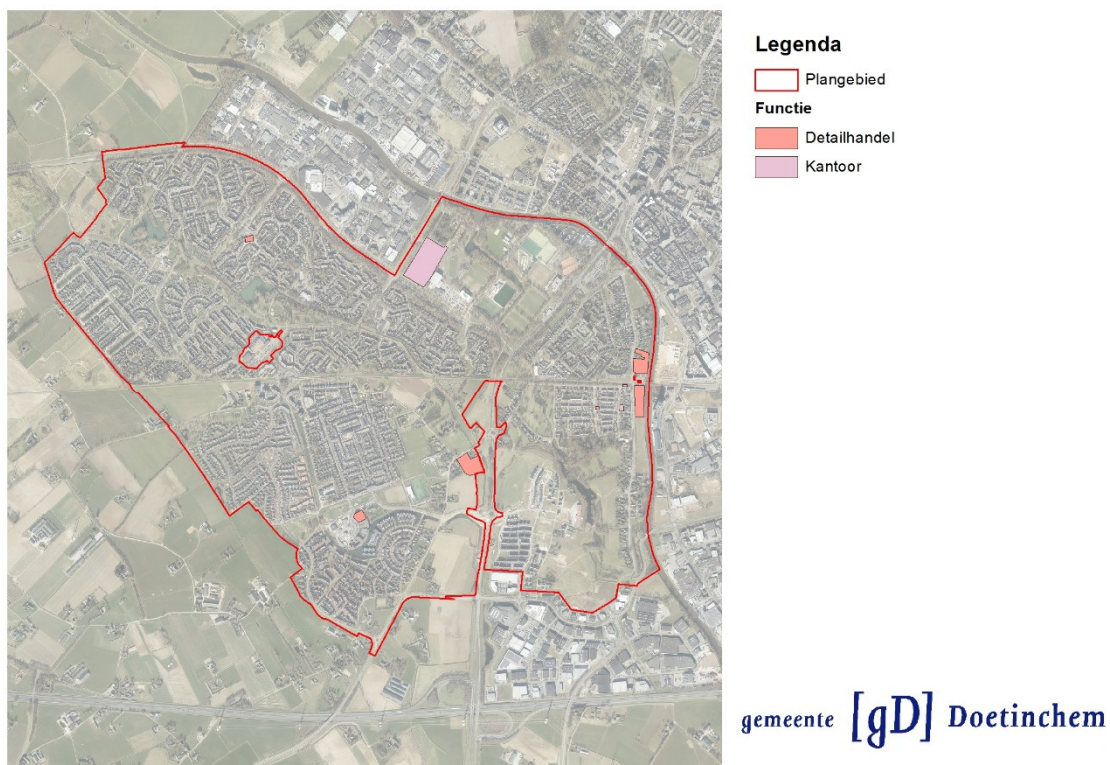 Legenda
Plangebied
Functie
Detailhandel
Kantoor
gemeente [gD] Doetinchem